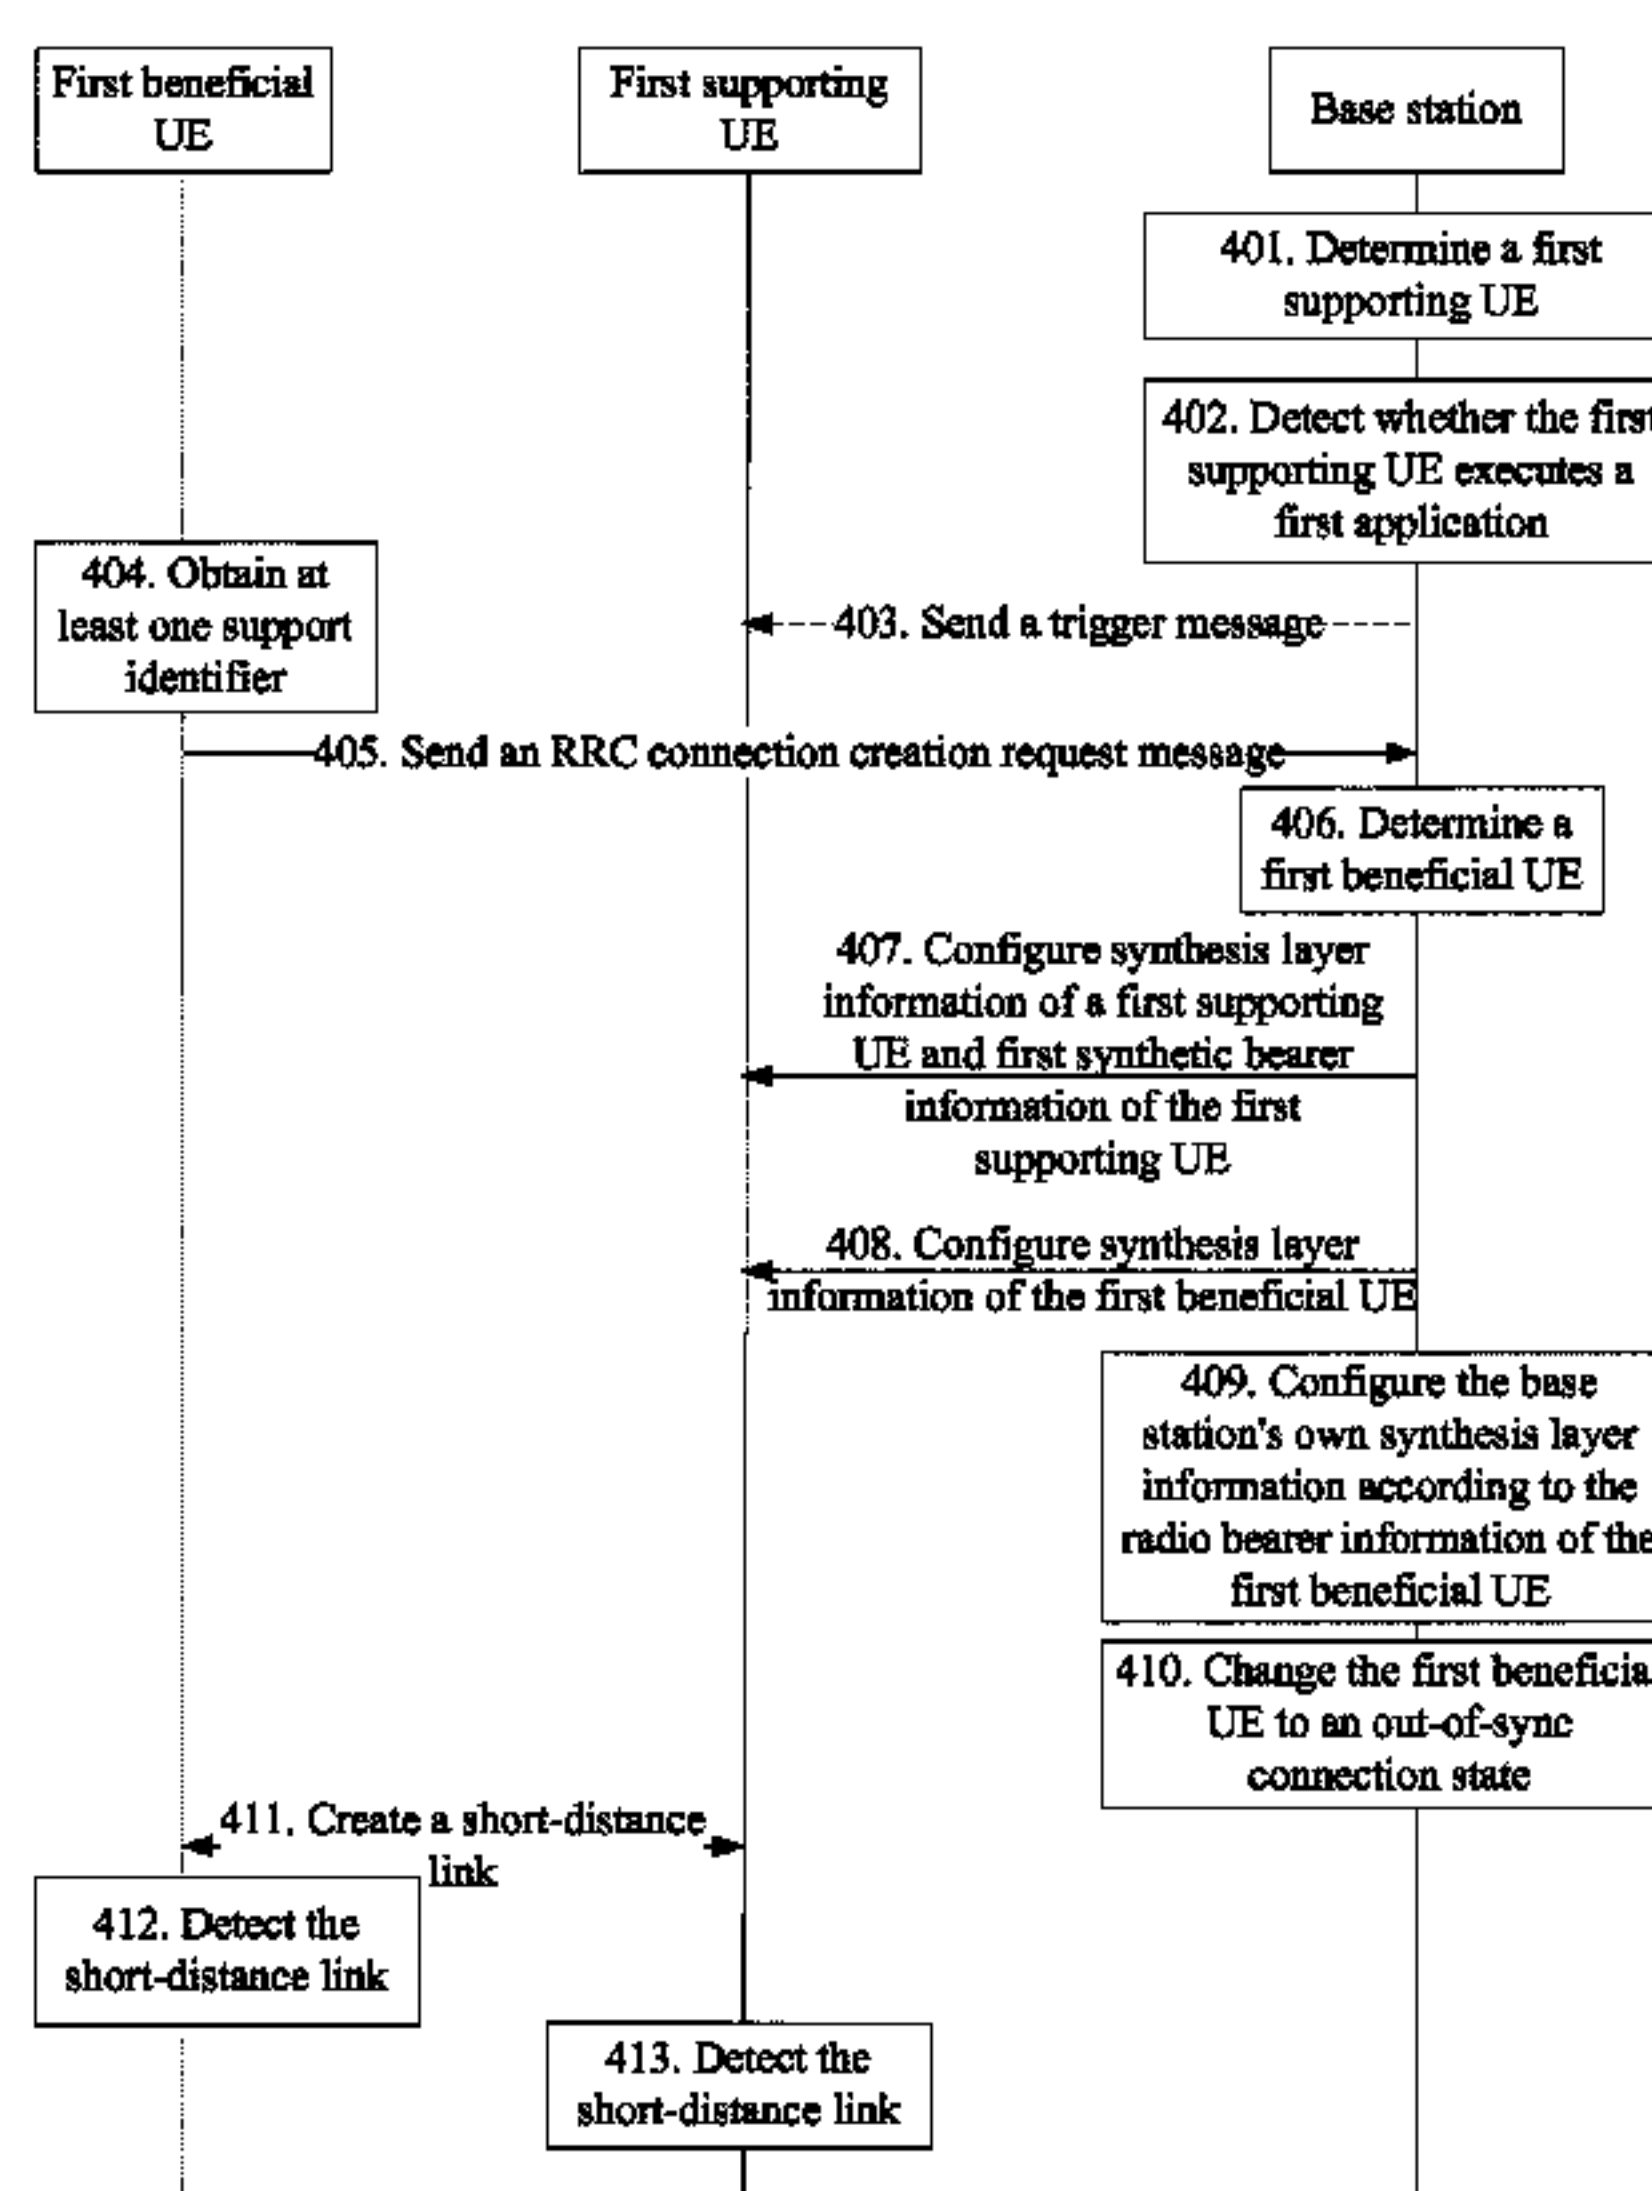 First beneficial
UE
First supporting
UE
Base station
401. Determine a first
supporting UE
402. Detect whether the first
supporting UE executes a
first application
404. Obtain at
least one support
identifier
403. Send a trigger message
405. Send an RRC connection creation request message
406. Determine a
first beneficial UE
407. Configure synthesis layer
information of a first supporting
UE and first synthetic bearer
information of the first
supporting UE
408. Configure synthesis layer
information of the first beneficial UE
409. Configure the base
station's own synthesis layer
information according to the
radio bearer information of the
first beneficial UE
410. Change the first beneficia
UE to an out-of-sync
connection state
411. Create a short-distance
link
412. Detect the
short-distance link
413. Detect the
short-distance link